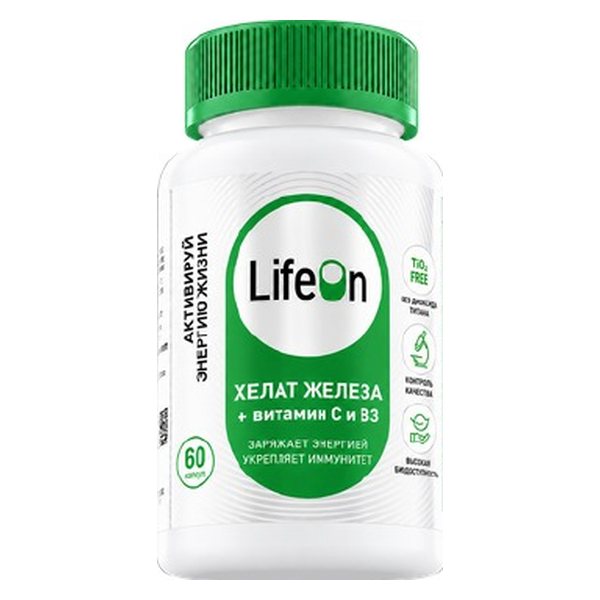 АКТИВИРУЙ
ЭНЕРГИЮ ЖИЗНИ
LifeOn
ХЕЛАТ ЖЕЛЕЗА
+ витамин С и В3
ЗАРЯЖАЕТ ЭНЕРГИЕЙ
УКРЕПЛЯЕТ ИММУНИТЕТ
60
капсул
TiO₂
FREE
БЕЗ ДИОКСИДА
ТИТАНА
КОНТРОЛЬ
КАЧЕСТВА
ВЫСОКАЯ
БИОДОСТУПНОСТЬ